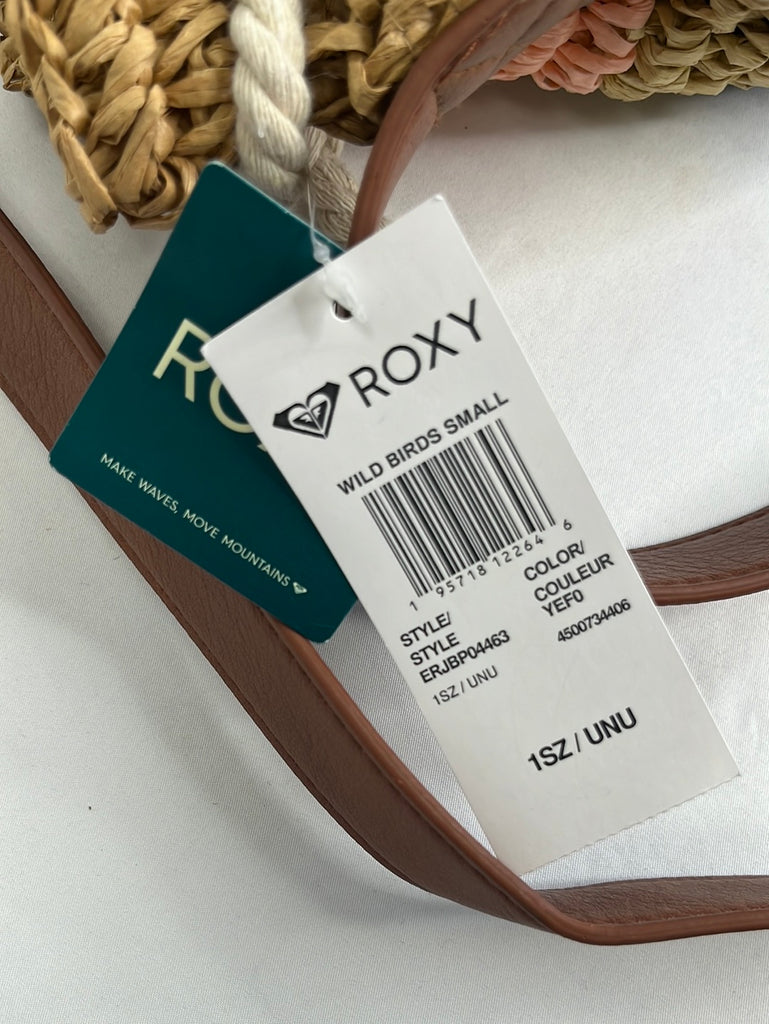 ROXY
WILD BIRDS SMALL
1 95718 12264 6
STYLE/
STYLE
ERJBP04463
1SZ / UNU
COLOR/
COULEUR
YEF0
4500734406
1SZ / UNU
MAKE WAVES, MOVE MOUNTAINS